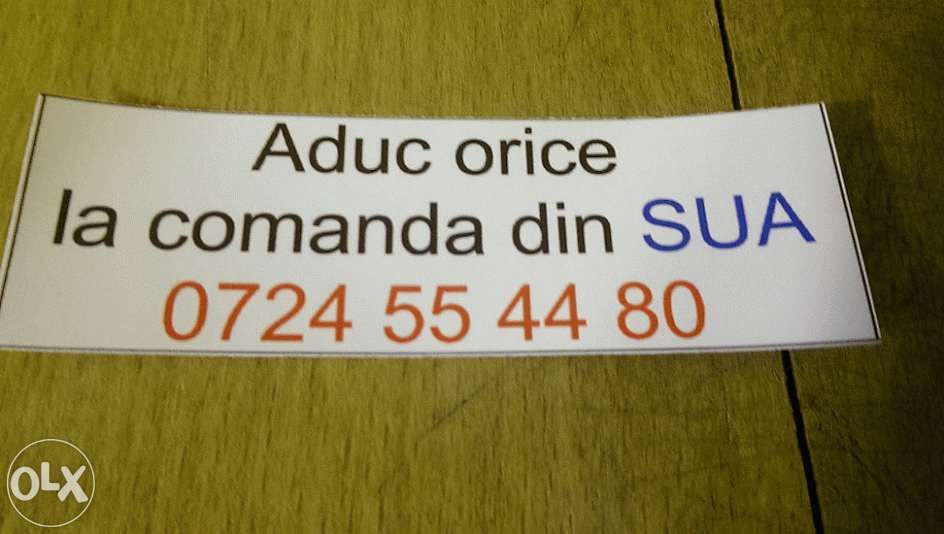 Aduc orice
la comanda din SUA
0724 55 44 80
OLX